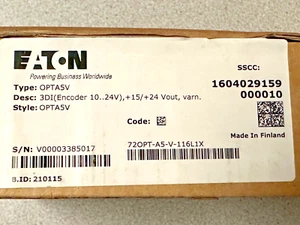 EATON
Powering Business Worldwide
SSCC:
1604029159
000010
Type: OPTA5V
Desc: 3DI(Encoder 10..24V),+15/+24 Vout, varn.
Style: OPTA5V
Code:
Made In Finland
S/N: V00003385017
72OPT-A5-V-116L1X
B.ID: 210115